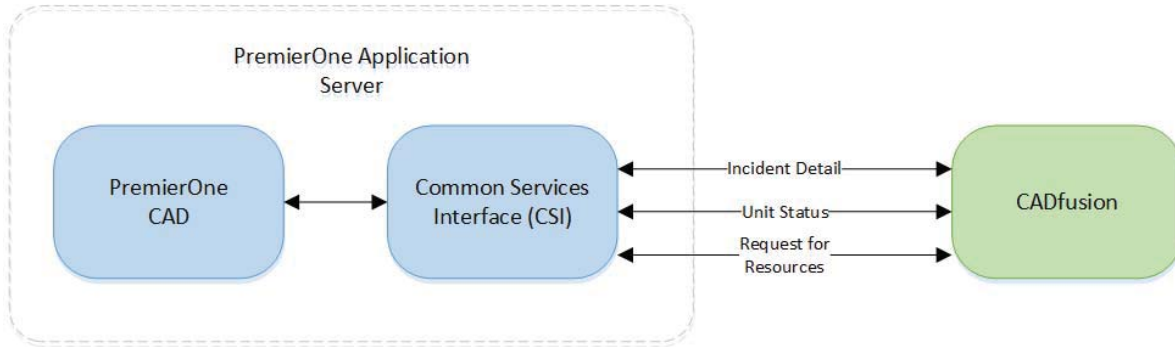 PremierOne Application
Server
PremierOne
CAD
Common Services
Interface (CSI)
Incident Detail
Unit Status
Request for
Resources
CADfusion